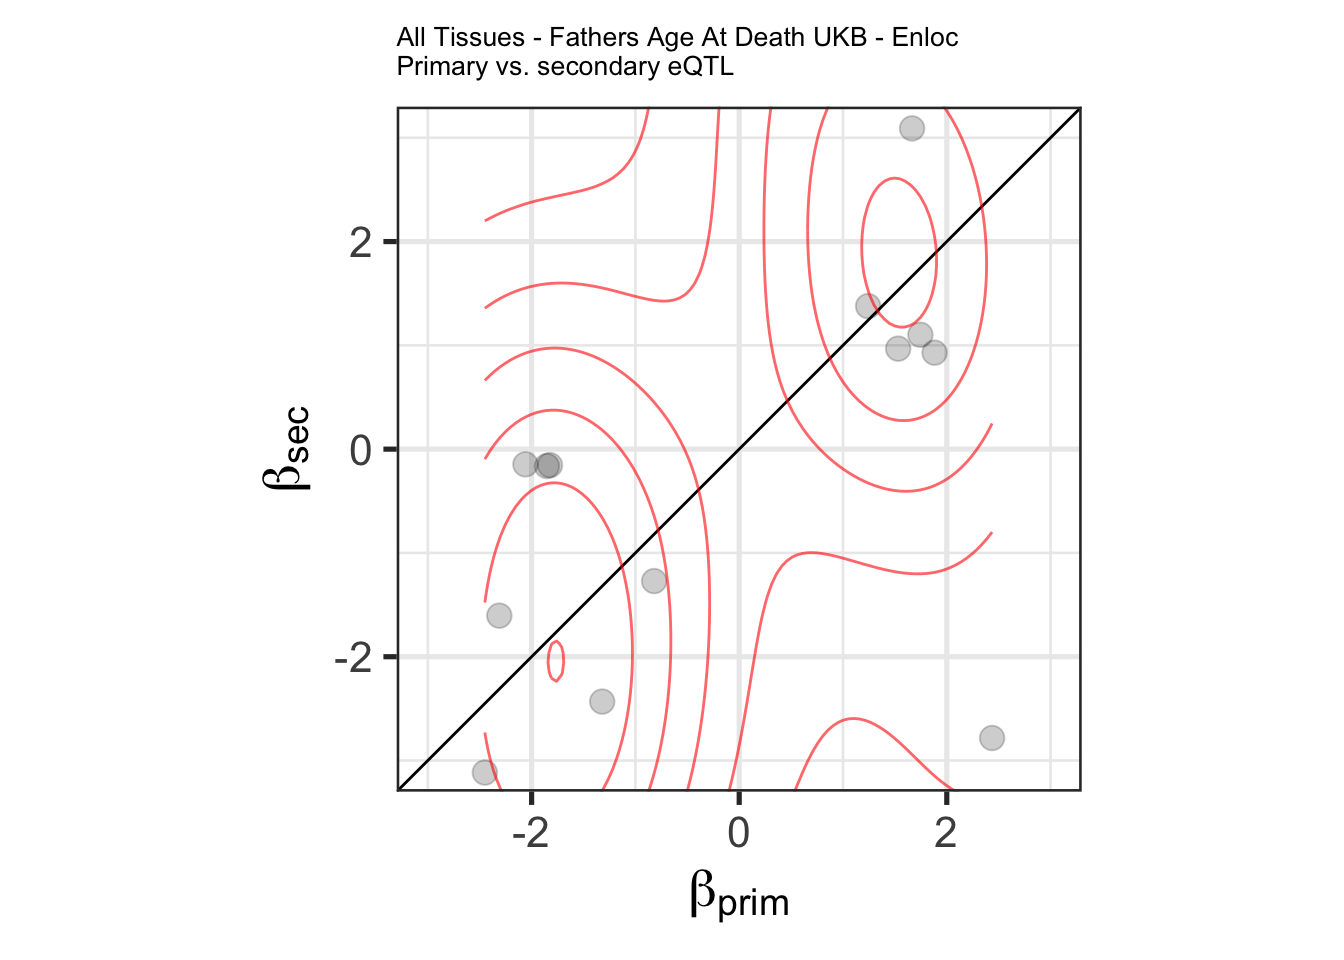 All Tissues - Fathers Age At Death UKB - Enloc
Primary vs. secondary eQTL
2
0
-2
βsec
-2 0 2
βprim